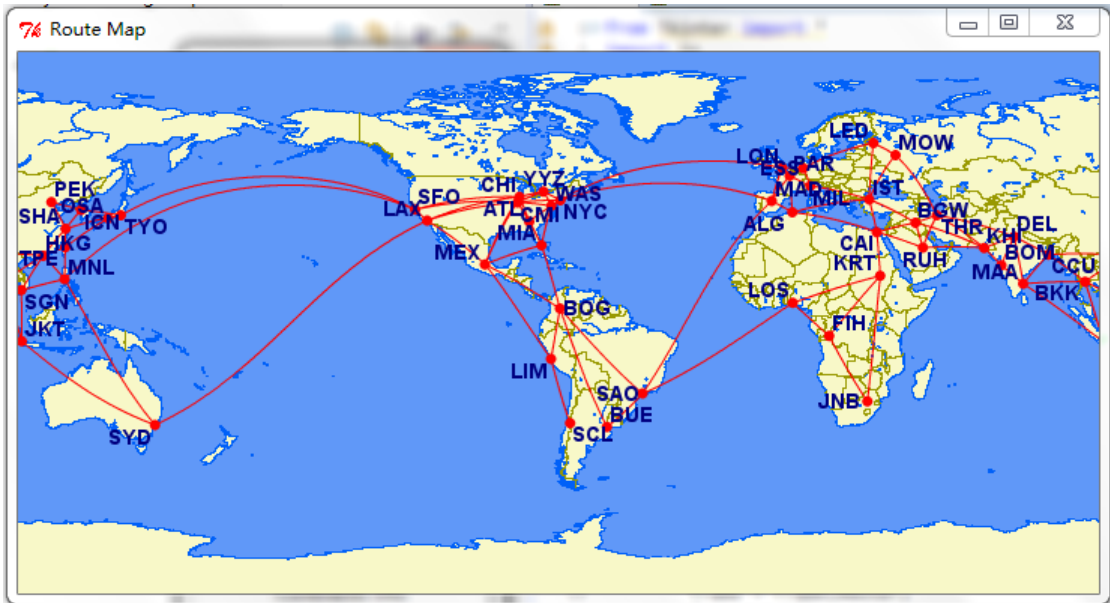 Route Map
LED
MOW
LON
PAR
ESS
PEK
CHI
YYZ
MAD
IST
SFO
WAS
OSA
MIL
SHA
ICN
LAX
ATL
CMI
NYC
BGW
TYO
ALG
THR
DEL
HKG
MIA
CAI
KHI
TPE
MEX
BOM
MNL
KRT
RUH
MAA
CCU
SGN
LOS
BKK
BOG
JKT
FIH
LIM
SAO
JNB
BUE
SYD
SCL